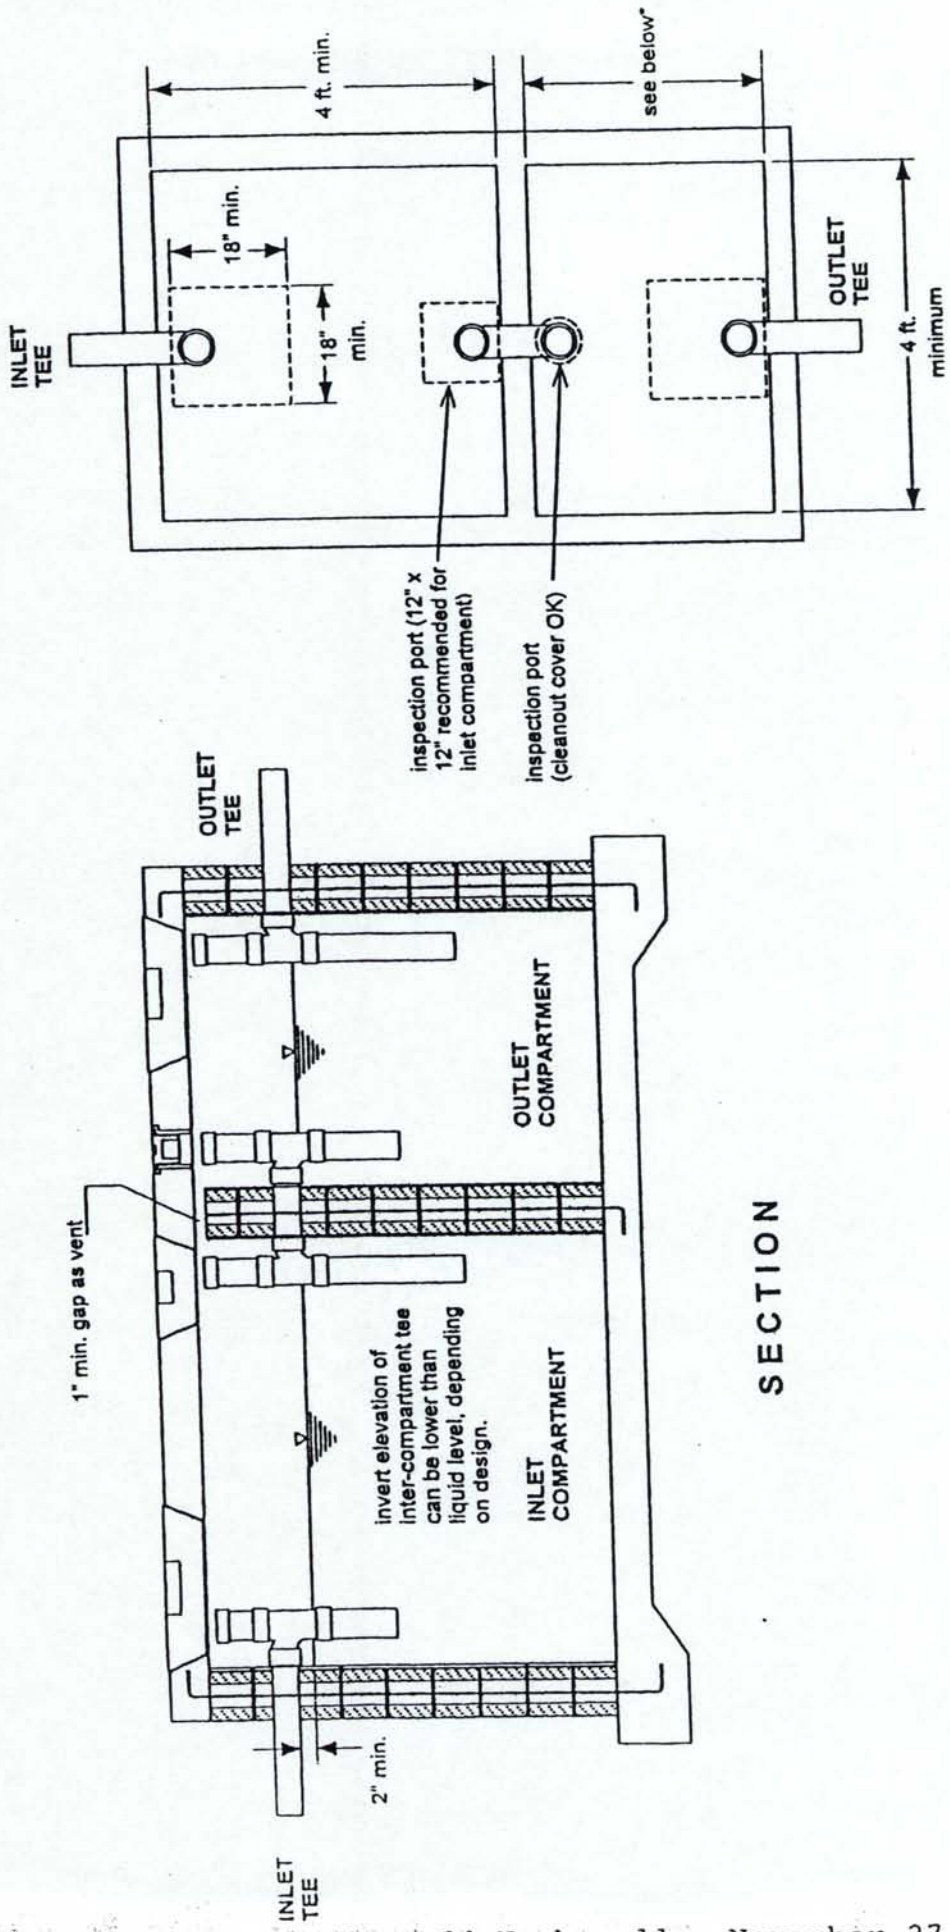 INLET
TEE
18" min.
18"
min.
4 ft. min.
see below*
OUTLET
TEE
4 ft.
minimum
inspection port (12" x
12" recommended for
inlet compartment)
inspection port
(cleanout cover OK)
1" min. gap as vent
OUTLET
TEE
invert elevation of
inter-compartment tee
can be lower than
liquid level, depending
on design.
INLET
COMPARTMENT
OUTLET
COMPARTMENT
2" min.
INLET
TEE
SECTION